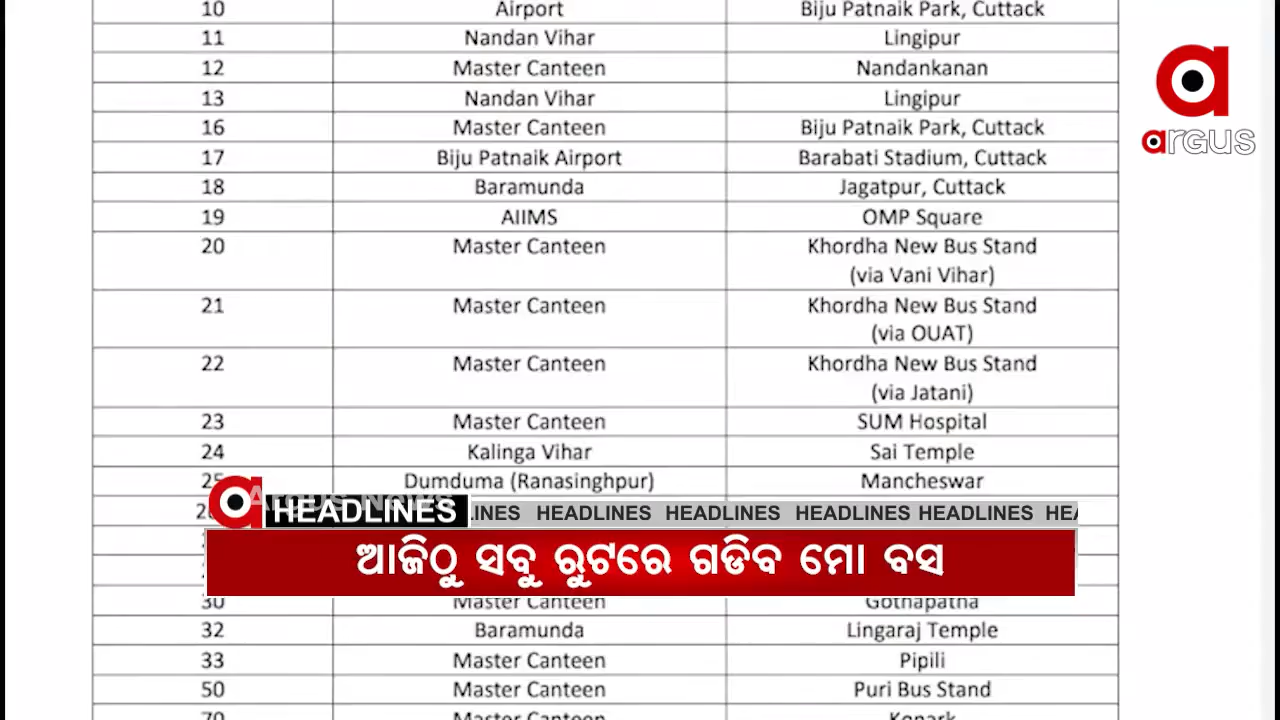 10 Airport Biju Patnaik Park, Cuttack
11 Nandan Vihar Lingipur
12 Master Canteen Nandankanan
13 Nandan Vihar Lingipur
16 Master Canteen Biju Patnaik Park, Cuttack
17 Biju Patnaik Airport Barabati Stadium, Cuttack
18 Baramunda Jagatpur, Cuttack
19 AIIMS OMP Square
20 Master Canteen Khordha New Bus Stand
(via Vani Vihar)
21 Master Canteen Khordha New Bus Stand
(via OUAT)
22 Master Canteen Khordha New Bus Stand
(via Jatani)
23 Master Canteen SUM Hospital
24 Kalinga Vihar Sai Temple
25 Dumduma (Ranasinghpur) Mancheswar
HEADLINES HEADLINES HEADLINES HEADLINES HEADLINES
ଆଜିଠୁ ସବୁ ରୁଟରେ ଗଡିବ ମୋ ବସ
30 Master Canteen Gothapatna
32 Baramunda Lingaraj Temple
33 Master Canteen Pipili
50 Master Canteen Puri Bus Stand
70 Master Canteen Konark
argus